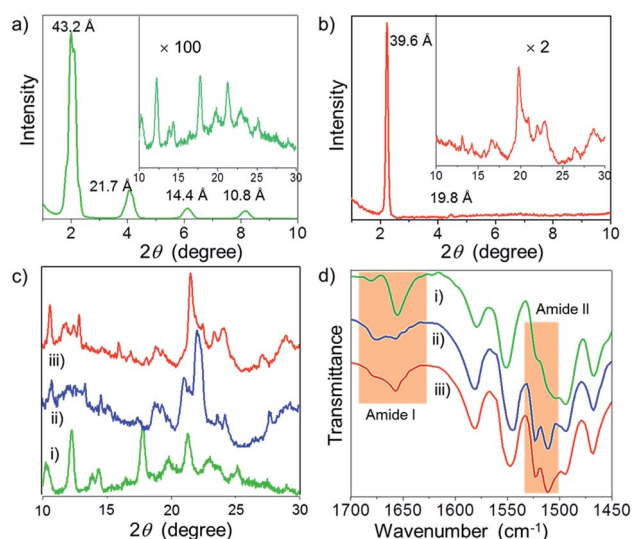 a)
43.2 Å
× 100
10 15 20 25 30
21.7 Å
14.4 Å
10.8 Å
Intensity
2 4 6 8 10
2θ (degree)
b)
39.6 Å
× 2
10 15 20 25 30
19.8 Å
Intensity
2 4 6 8 10
2θ (degree)
c)
iii)
ii)
i)
10 15 20 25 30
2θ (degree)
d)
i)
Amide II
ii)
iii)
Amide I
Transmittance
1700 1650 1600 1550 1500 1450
Wavenumber (cm-1)